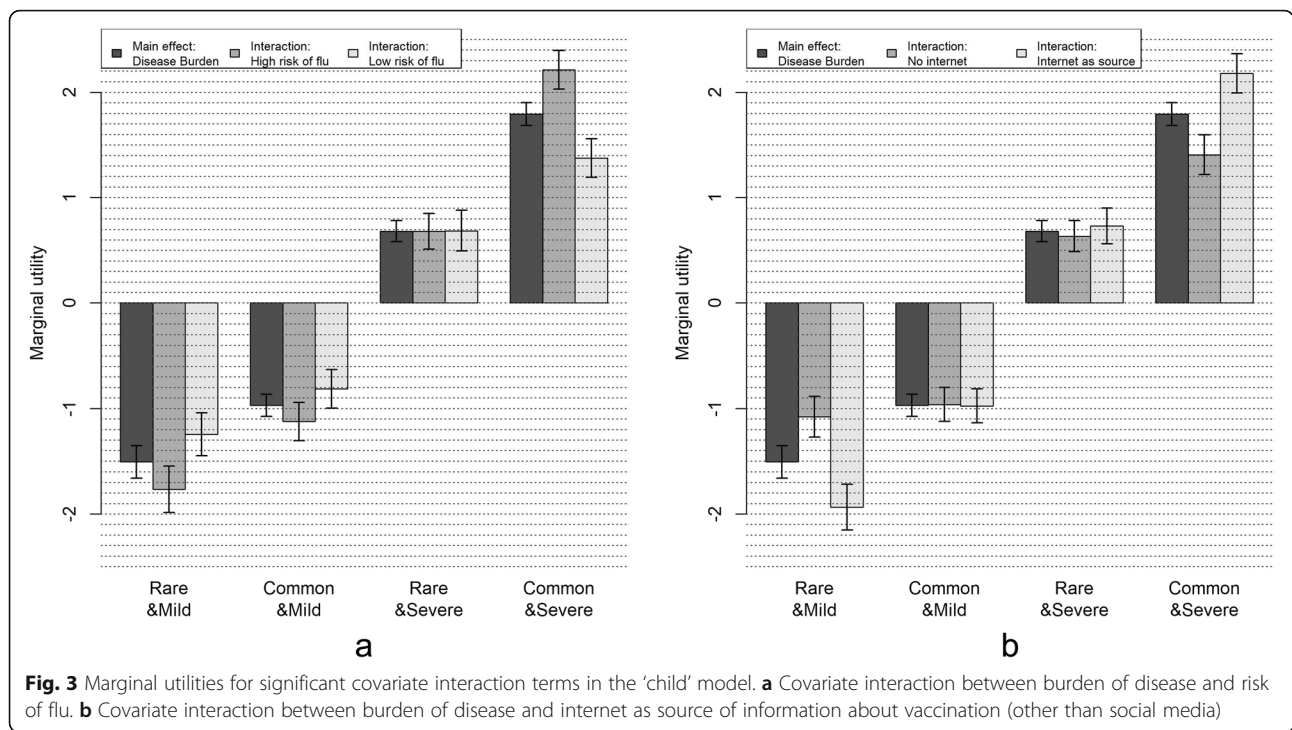 Main effect: Disease Burden
Interaction: High risk of flu
Interaction: Low risk of flu
Marginal utility
2
1
0
-1
-2
Rare &Mild
Common &Mild
Rare &Severe
Common &Severe
a
Main effect: Disease Burden
Interaction: No internet
Interaction: Internet as source
Marginal utility
2
1
0
-1
-2
Rare &Mild
Common &Mild
Rare &Severe
Common &Severe
b
Fig. 3 Marginal utilities for significant covariate interaction terms in the ‘child’ model. a Covariate interaction between burden of disease and risk
of flu. b Covariate interaction between burden of disease and internet as source of information about vaccination (other than social media)